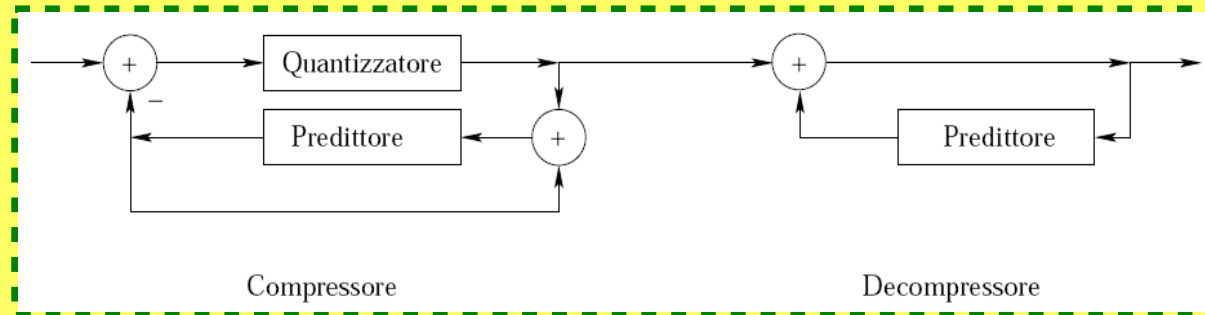 +
Quantizzatore
+
−
Predittore
+
Predittore
Compressore
Decompressore